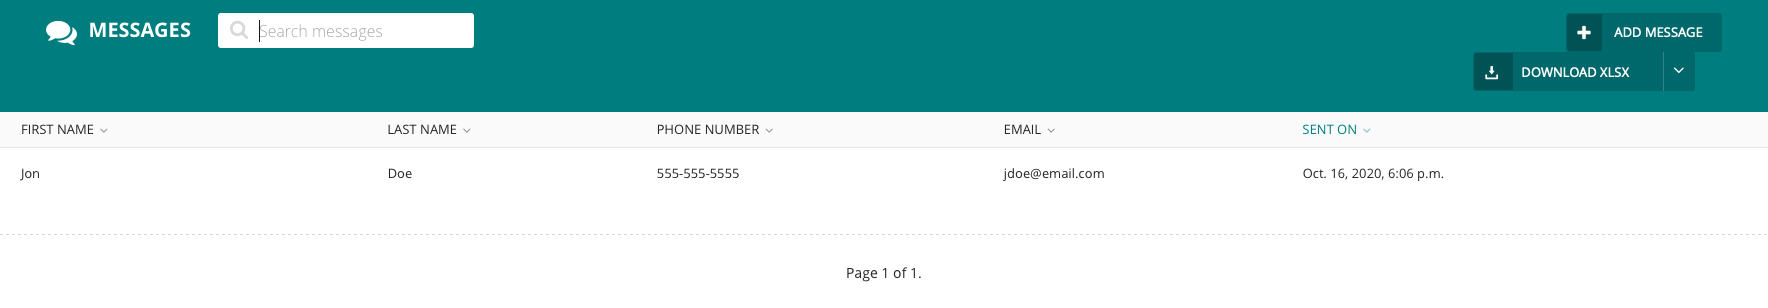 MESSAGES Search messages ADD MESSAGE
DOWNLOAD XLSX
FIRST NAME LAST NAME PHONE NUMBER EMAIL SENT ON
Jon Doe 555-555-5555 jdoe@email.com Oct. 16, 2020, 6:06 p.m.
Page 1 of 1.